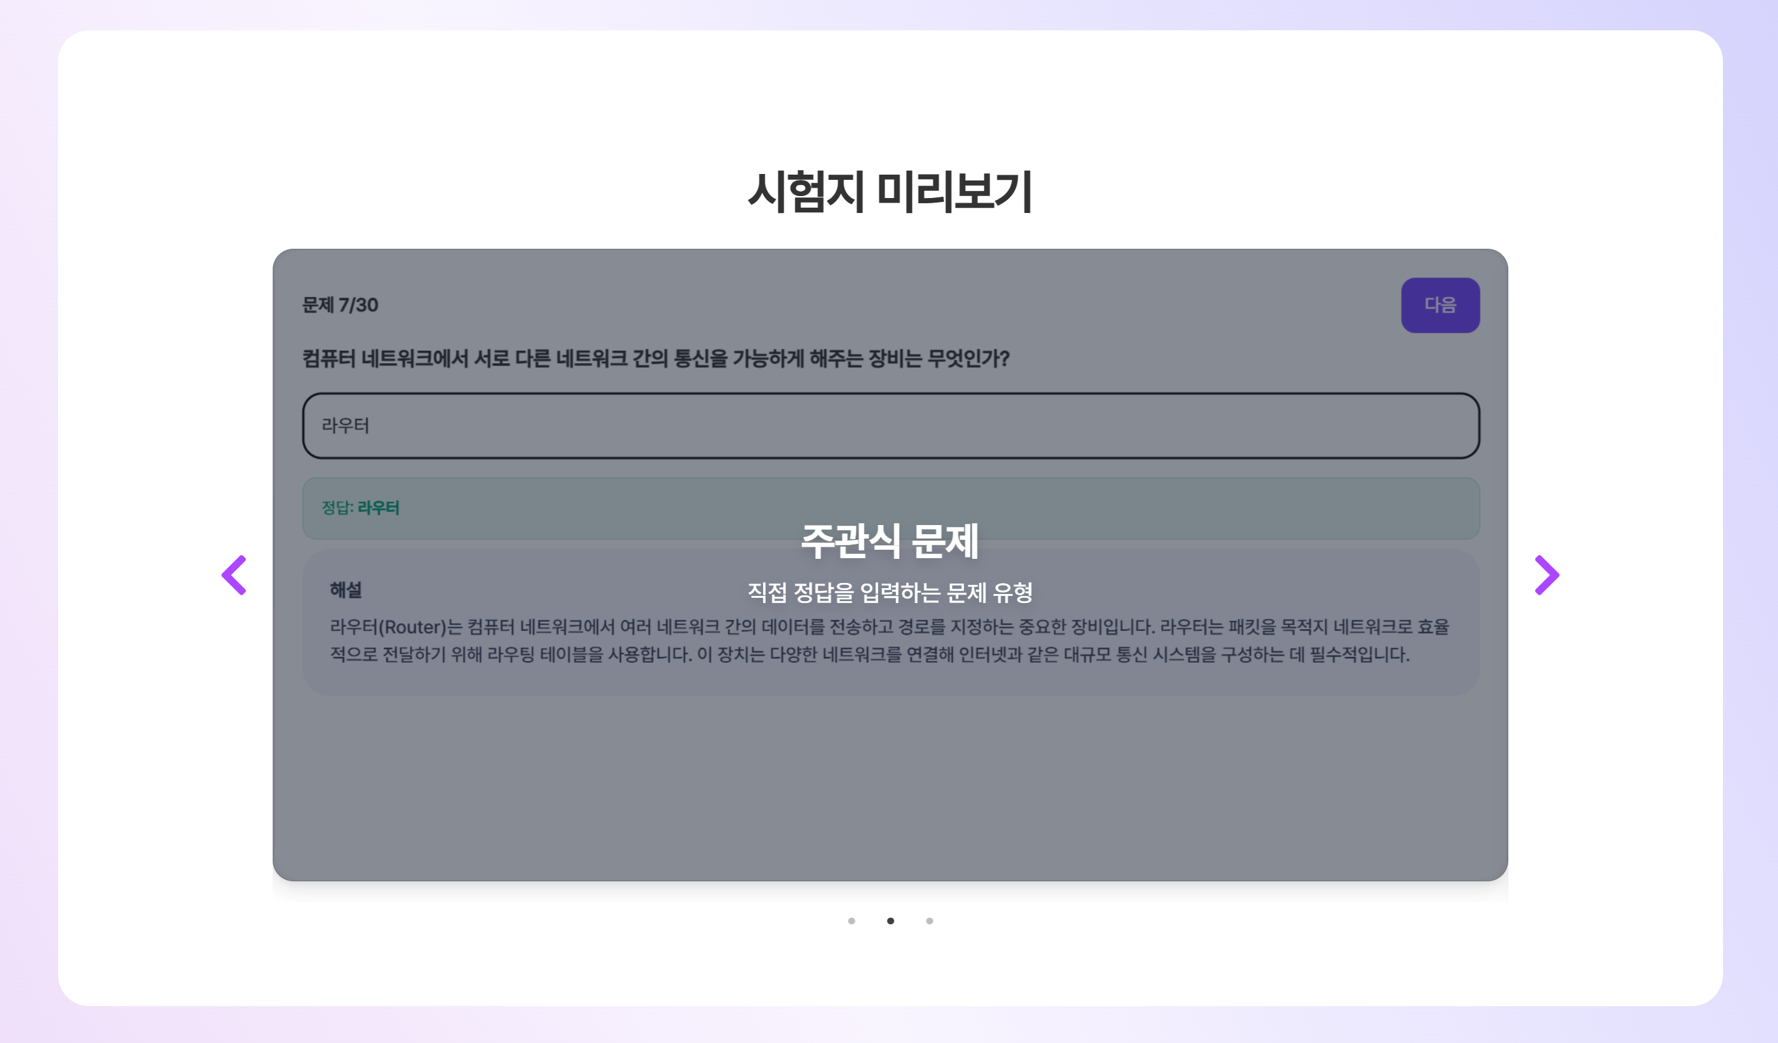 시험지 미리보기
문제 7/30
다음
컴퓨터 네트워크에서 서로 다른 네트워크 간의 통신을 가능하게 해주는 장비는 무엇인가?
라우터
정답: 라우터
주관식 문제
직접 정답을 입력하는 문제 유형
해설
라우터(Router)는 컴퓨터 네트워크에서 여러 네트워크 간의 데이터를 전송하고 경로를 지정하는 중요한 장비입니다. 라우터는 패킷을 목적지 네트워크로 효율
적으로 전달하기 위해 라우팅 테이블을 사용합니다. 이 장치는 다양한 네트워크를 연결해 인터넷과 같은 대규모 통신 시스템을 구성하는 데 필수적입니다.